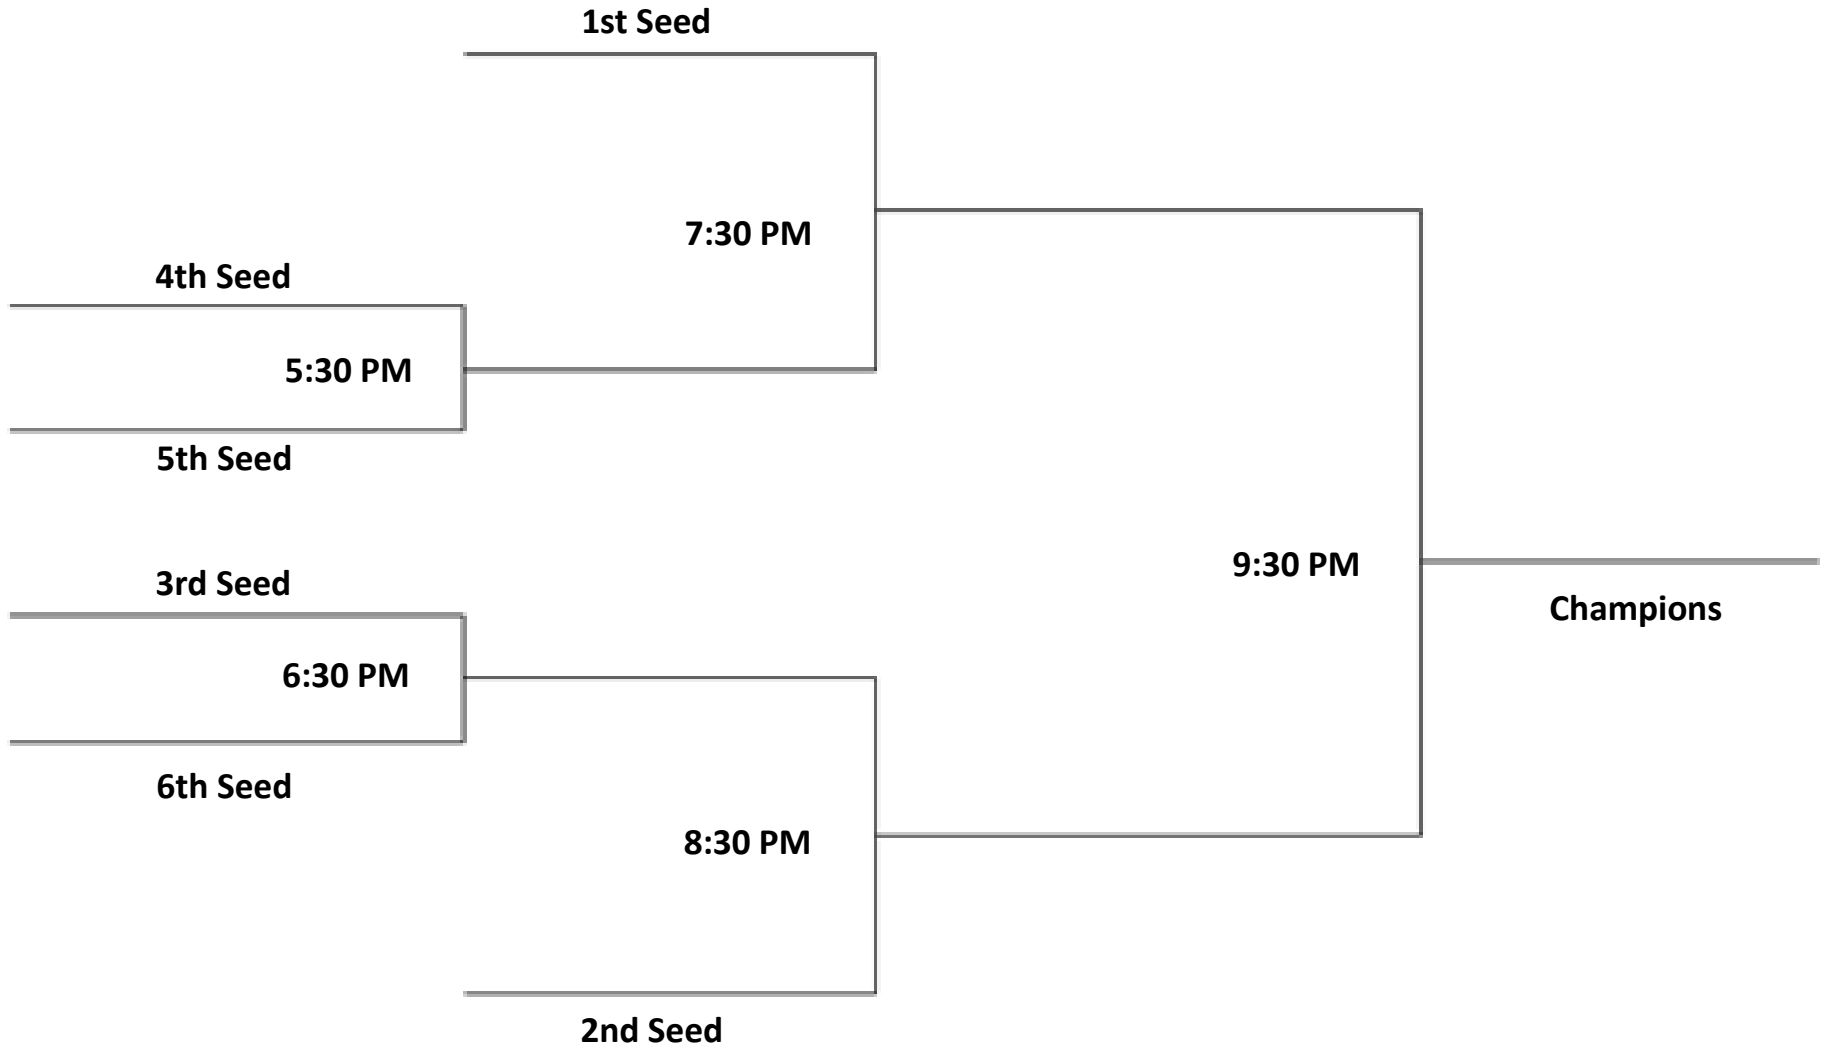 1st Seed
7:30 PM
4th Seed
5:30 PM
5th Seed
3rd Seed
6:30 PM
6th Seed
8:30 PM
2nd Seed
9:30 PM
Champions